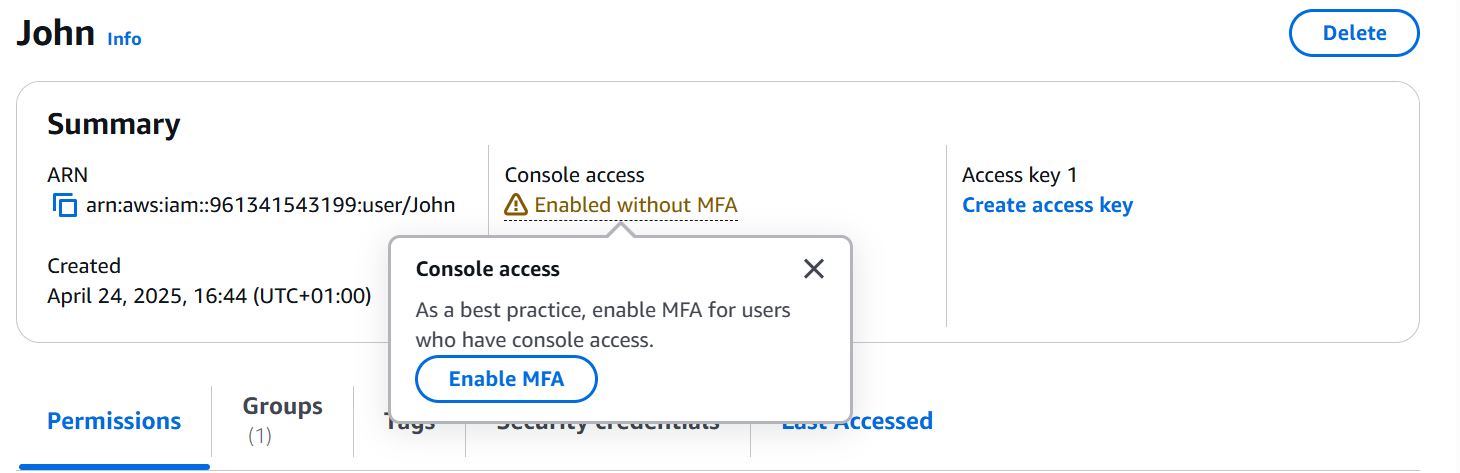 John Info
Delete
Summary
ARN
arn:aws:iam::961341543199:user/John
Created
April 24, 2025, 16:44 (UTC+01:00)
Console access
Enabled without MFA
Access key 1
Create access key
Console access
As a best practice, enable MFA for users
who have console access.
Enable MFA
Permissions
Groups
(1)
Tags
Security credentials
Last Accessed